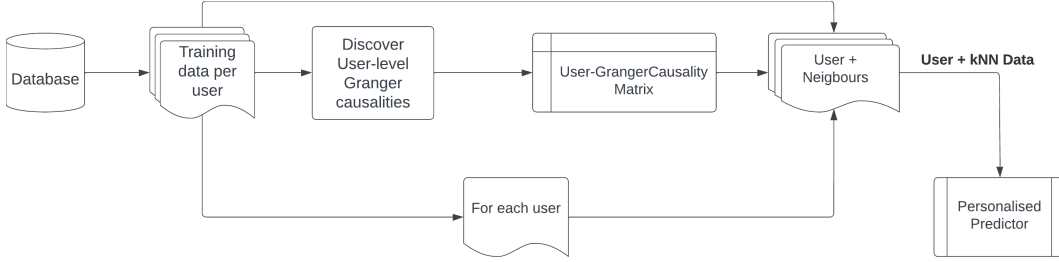 Database
Training
data per
user
Discover
User-level
Granger
causalities
User-GrangerCausality
Matrix
User +
Neigbours
User + kNN Data
For each user
Personalised
Predictor